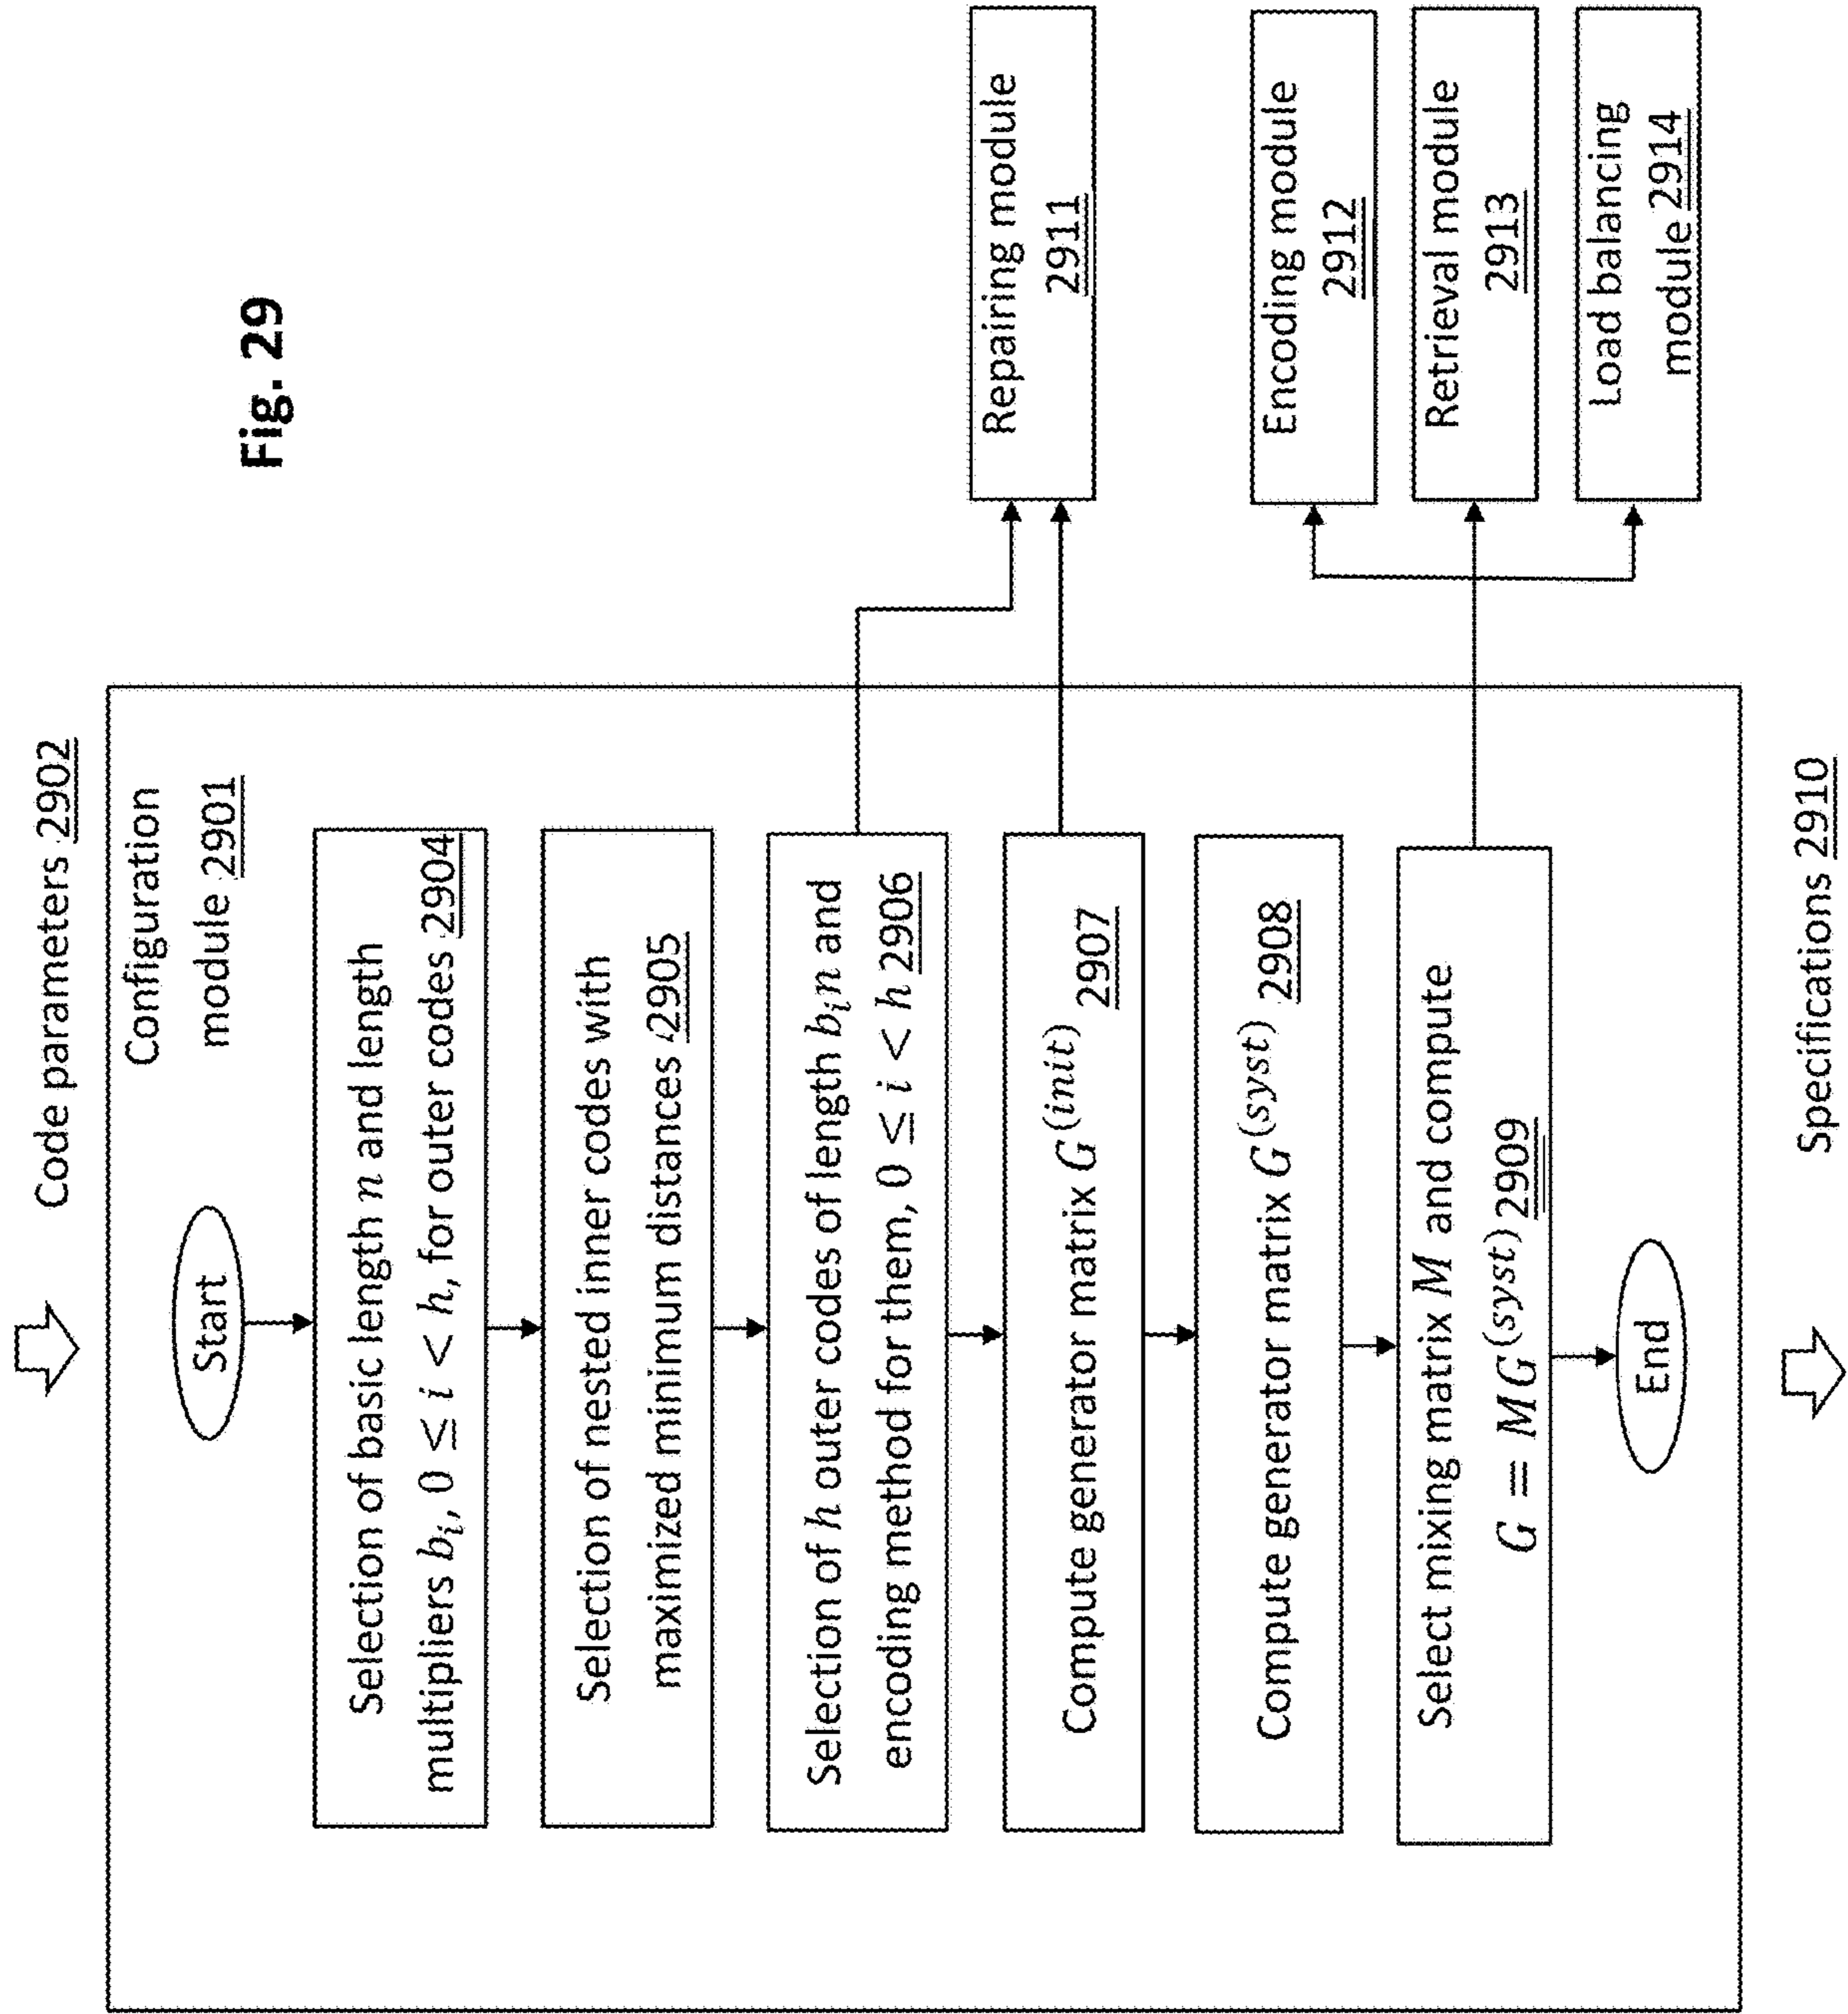 Fig. 29
Code parameters 2902
Configuration
module 2901
Start
Selection of basic length n and length
multipliers b_i, 0 ≤ i < h, for outer codes 2904
Selection of nested inner codes with
maximized minimum distances 2905
Selection of h outer codes of length b_i n and
encoding method for them, 0 ≤ i < h 2906
Compute generator matrix G^(init) 2907
Compute generator matrix G^(syst) 2908
Select mixing matrix M and compute
G = MG^(syst) 2909
End
Specifications 2910
Repairing module
2911
Encoding module
2912
Retrieval module
2913
Load balancing
module 2914